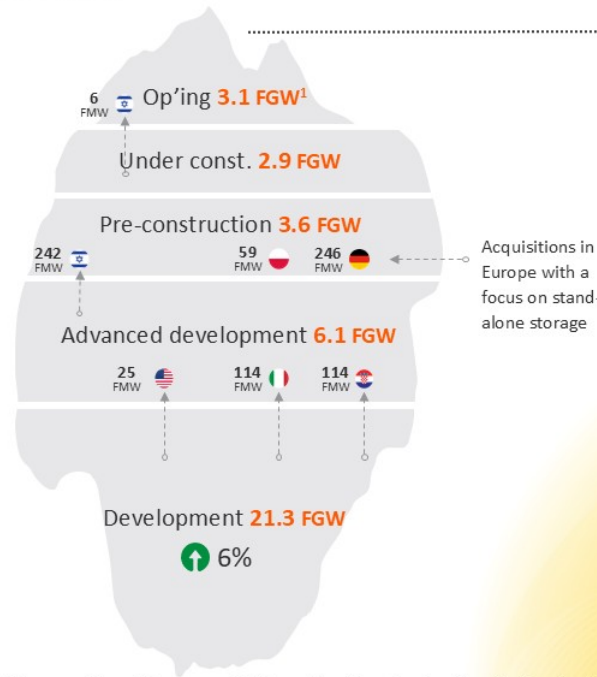 6
FMW
Op’ing 3.1 FGW¹
Under const. 2.9 FGW
Pre-construction 3.6 FGW
242
FMW
59
FMW
246
FMW
Acquisitions in
Europe with a
focus on stand-
alone storage
Advanced development 6.1 FGW
25
FMW
114
FMW
114
FMW
Development 21.3 FGW
6%